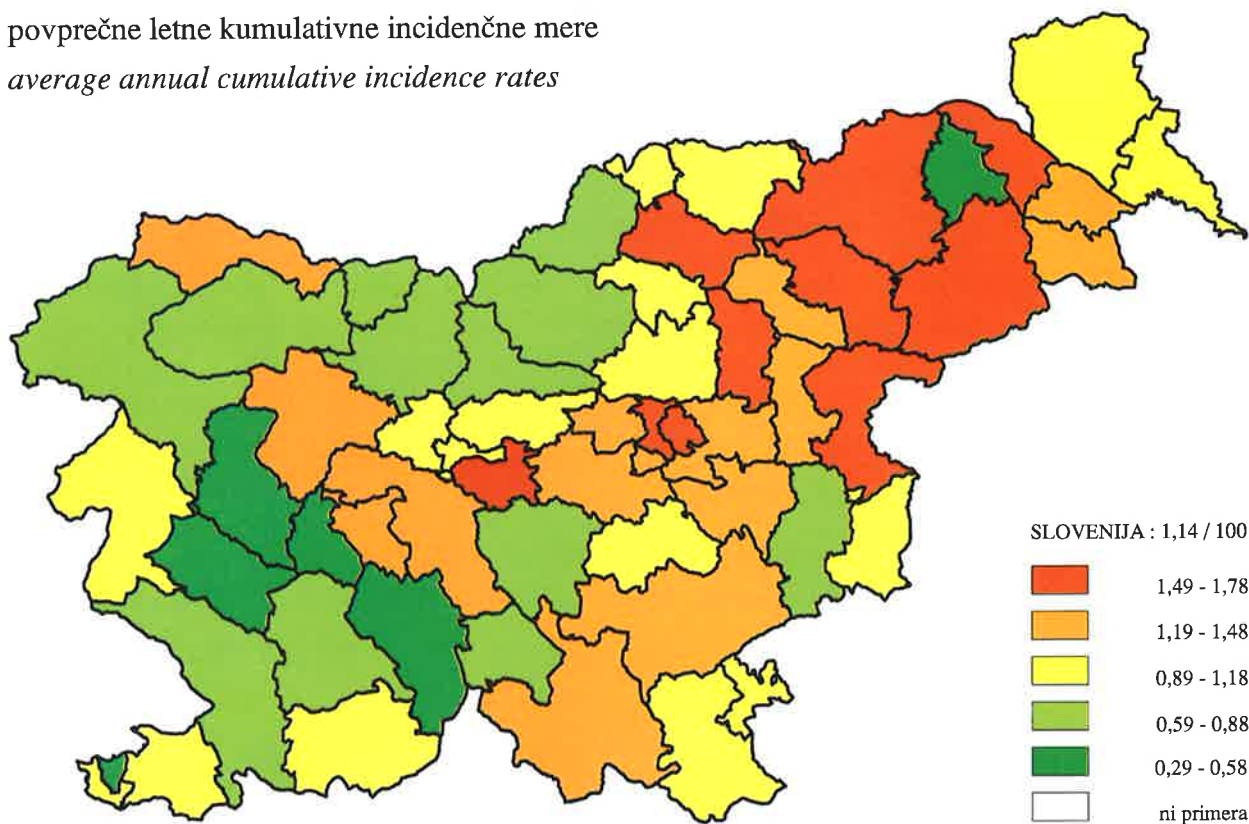 povprečne letne kumulativne incidenčne mere
average annual cumulative incidence rates
SLOVENIJA : 1,14 / 100
1,49 - 1,78
1,19 - 1,48
0,89 - 1,18
0,59 - 0,88
0,29 - 0,58
ni primera